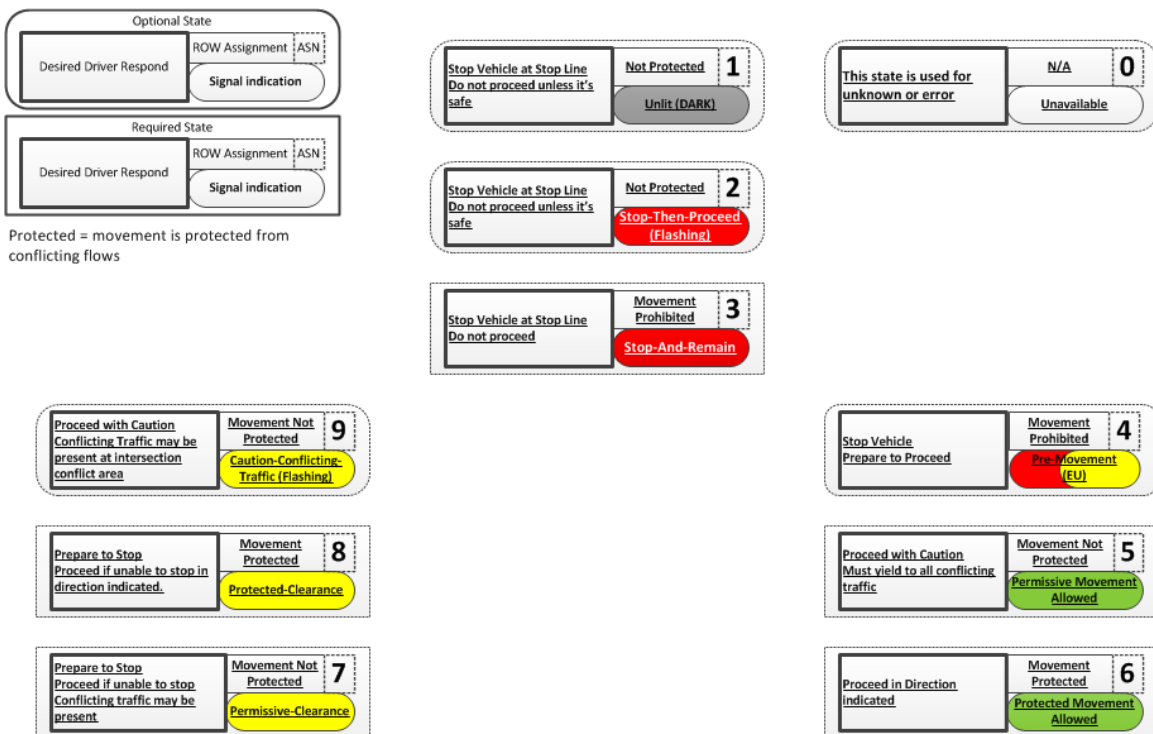 Optional State
Desired Driver Respond
ROW Assignment
ASN
Signal indication
Required State
Desired Driver Respond
ROW Assignment
ASN
Signal indication
Protected = movement is protected from
conflicting flows
Stop Vehicle at Stop Line
Do not proceed unless it's
safe
Not Protected
1
Unlit (DARK)
This state is used for
unknown or error
N/A
0
Unavailable
Stop Vehicle at Stop Line
Do not proceed unless it's
safe
Not Protected
2
Stop-Then-Proceed
(Flashing)
Stop Vehicle at Stop Line
Do not proceed
Movement
Prohibited
3
Stop-And-Remain
Proceed with Caution
Conflicting Traffic may be
present at intersection
conflict area
Movement Not
Protected
9
Caution-Conflicting-
Traffic (Flashing)
Stop Vehicle
Prepare to Proceed
Movement
Prohibited
4
Pre-Movement
(EU)
Prepare to Stop
Proceed if unable to stop in
direction indicated.
Movement
Protected
8
Protected-Clearance
Proceed with Caution
Must yield to all conflicting
traffic
Movement Not
Protected
5
Permissive Movement
Allowed
Prepare to Stop
Proceed if unable to stop
Conflicting traffic may be
present
Movement Not
Protected
7
Permissive-Clearance
Proceed in Direction
indicated
Movement
Protected
6
Protected Movement
Allowed